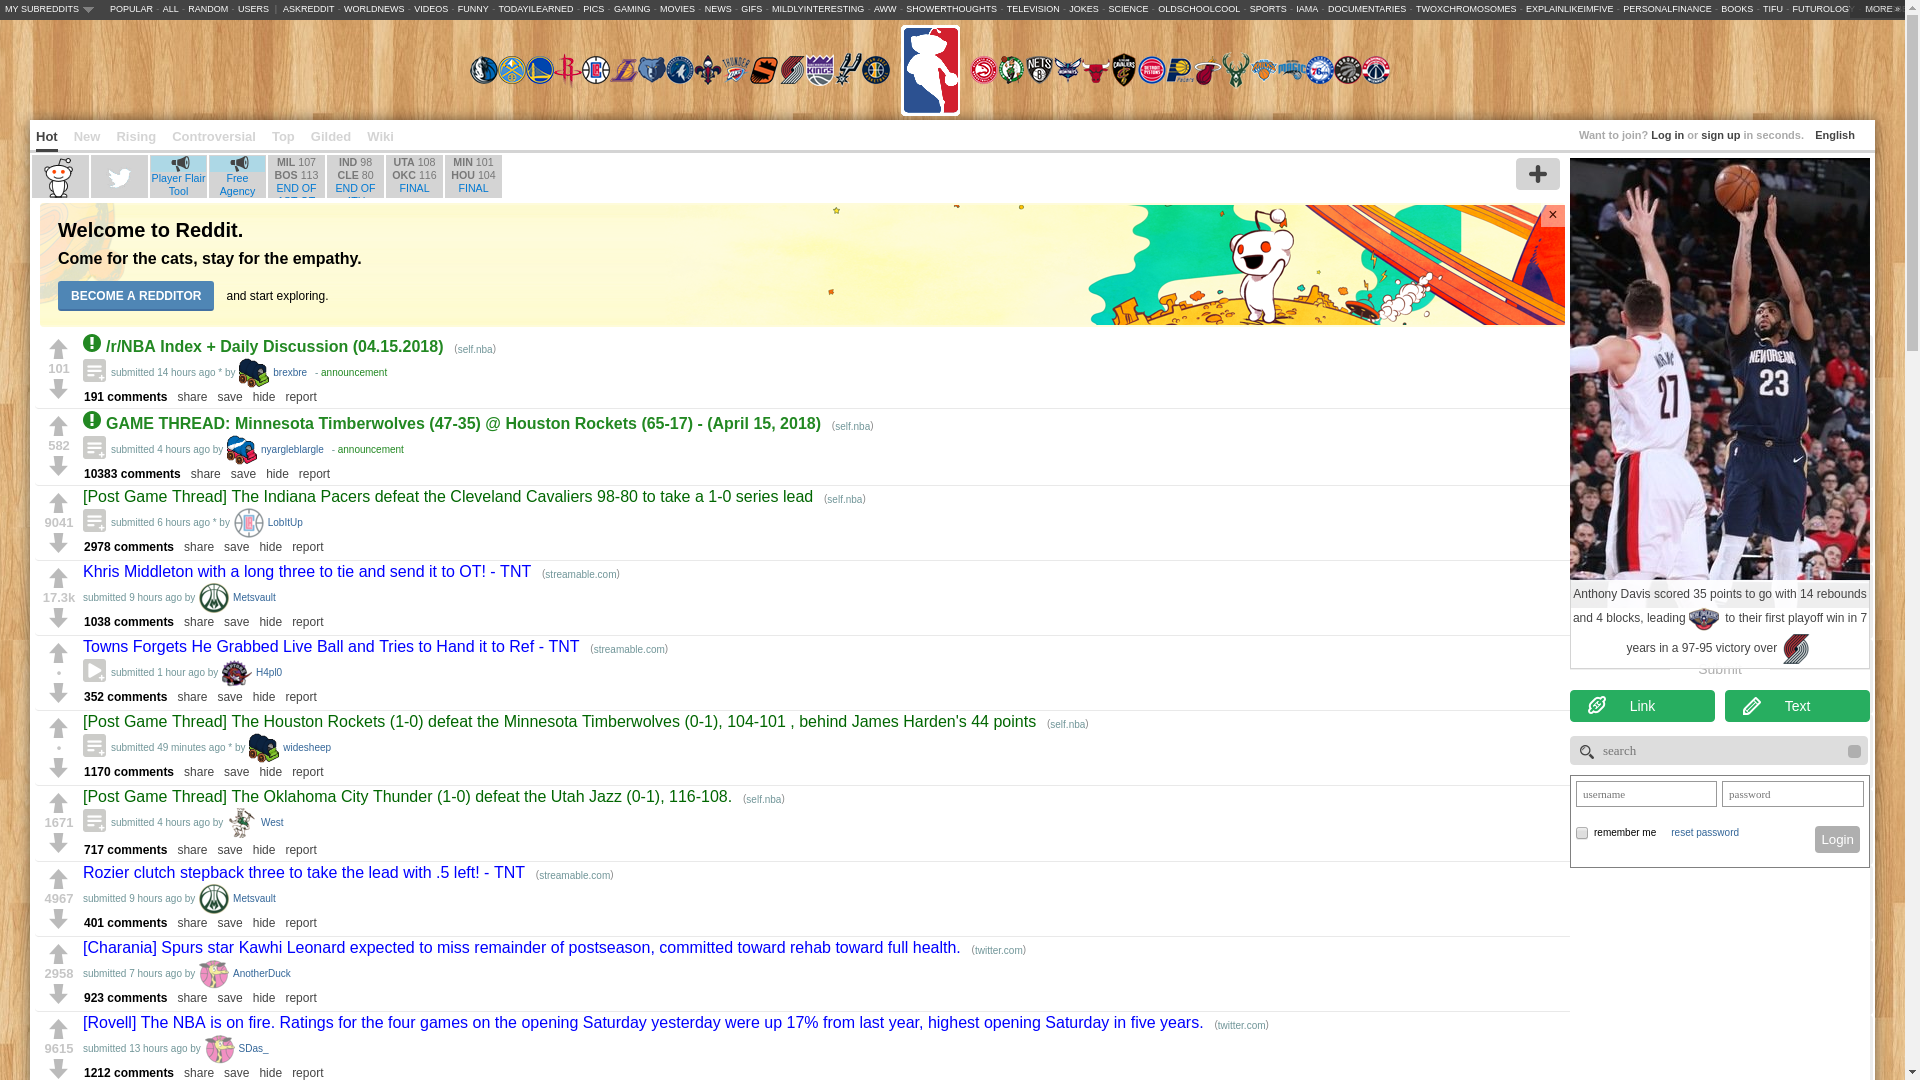 MY SUBREDDITS POPULAR - ALL - RANDOM - USERS | ASKREDDIT - WORLDNEWS - VIDEOS - FUNNY - TODAYILEARNED - PICS - GAMING - MOVIES - NEWS - GIFS - MILDLYINTERESTING - AWW - SHOWERTHOUGHTS - TELEVISION - JOKES - SCIENCE - OLDSCHOOLCOOL - SPORTS - IAMA - DOCUMENTARIES - TWOXCHROMOSOMES - EXPLAINLIKEIMFIVE - PERSONALFINANCE - BOOKS - TIFU - FUTUROLOGY MORE »
Hot New Rising Controversial Top Gilded Wiki
Want to join? Log in or sign up in seconds. English
Player Flair Tool
Free Agency
MIL 107
BOS 113
END OF
IND 98
CLE 80
END OF
UTA 108
OKC 116
FINAL
MIN 101
HOU 104
FINAL
Welcome to Reddit.
Come for the cats, stay for the empathy.
BECOME A REDDITOR and start exploring.
×
/r/NBA Index + Daily Discussion (04.15.2018) (self.nba)
101
submitted 14 hours ago * by brexbre - announcement
191 comments share save hide report
GAME THREAD: Minnesota Timberwolves (47-35) @ Houston Rockets (65-17) - (April 15, 2018) (self.nba)
582
submitted 4 hours ago by nyargleblargle - announcement
10383 comments share save hide report
[Post Game Thread] The Indiana Pacers defeat the Cleveland Cavaliers 98-80 to take a 1-0 series lead (self.nba)
9041
submitted 6 hours ago * by LobItUp
2978 comments share save hide report
Khris Middleton with a long three to tie and send it to OT! - TNT (streamable.com)
17.3k
submitted 9 hours ago by Metsvault
1038 comments share save hide report
Towns Forgets He Grabbed Live Ball and Tries to Hand it to Ref - TNT (streamable.com)
•
submitted 1 hour ago by H4pl0
352 comments share save hide report
[Post Game Thread] The Houston Rockets (1-0) defeat the Minnesota Timberwolves (0-1), 104-101 , behind James Harden's 44 points (self.nba)
•
submitted 49 minutes ago * by widesheep
1170 comments share save hide report
[Post Game Thread] The Oklahoma City Thunder (1-0) defeat the Utah Jazz (0-1), 116-108. (self.nba)
1671
submitted 4 hours ago by West
717 comments share save hide report
Rozier clutch stepback three to take the lead with .5 left! - TNT (streamable.com)
4967
submitted 9 hours ago by Metsvault
401 comments share save hide report
[Charania] Spurs star Kawhi Leonard expected to miss remainder of postseason, committed toward rehab toward full health. (twitter.com)
2958
submitted 7 hours ago by AnotherDuck
923 comments share save hide report
[Rovell] The NBA is on fire. Ratings for the four games on the opening Saturday yesterday were up 17% from last year, highest opening Saturday in five years. (twitter.com)
9615
submitted 13 hours ago by SDas_
1212 comments share save hide report
27
NEW ORLEANS
23
Anthony Davis scored 35 points to go with 14 rebounds
and 4 blocks, leading to their first playoff win in 7
years in a 97-95 victory over
Submit
Link Text
search
username password
remember me reset password Login